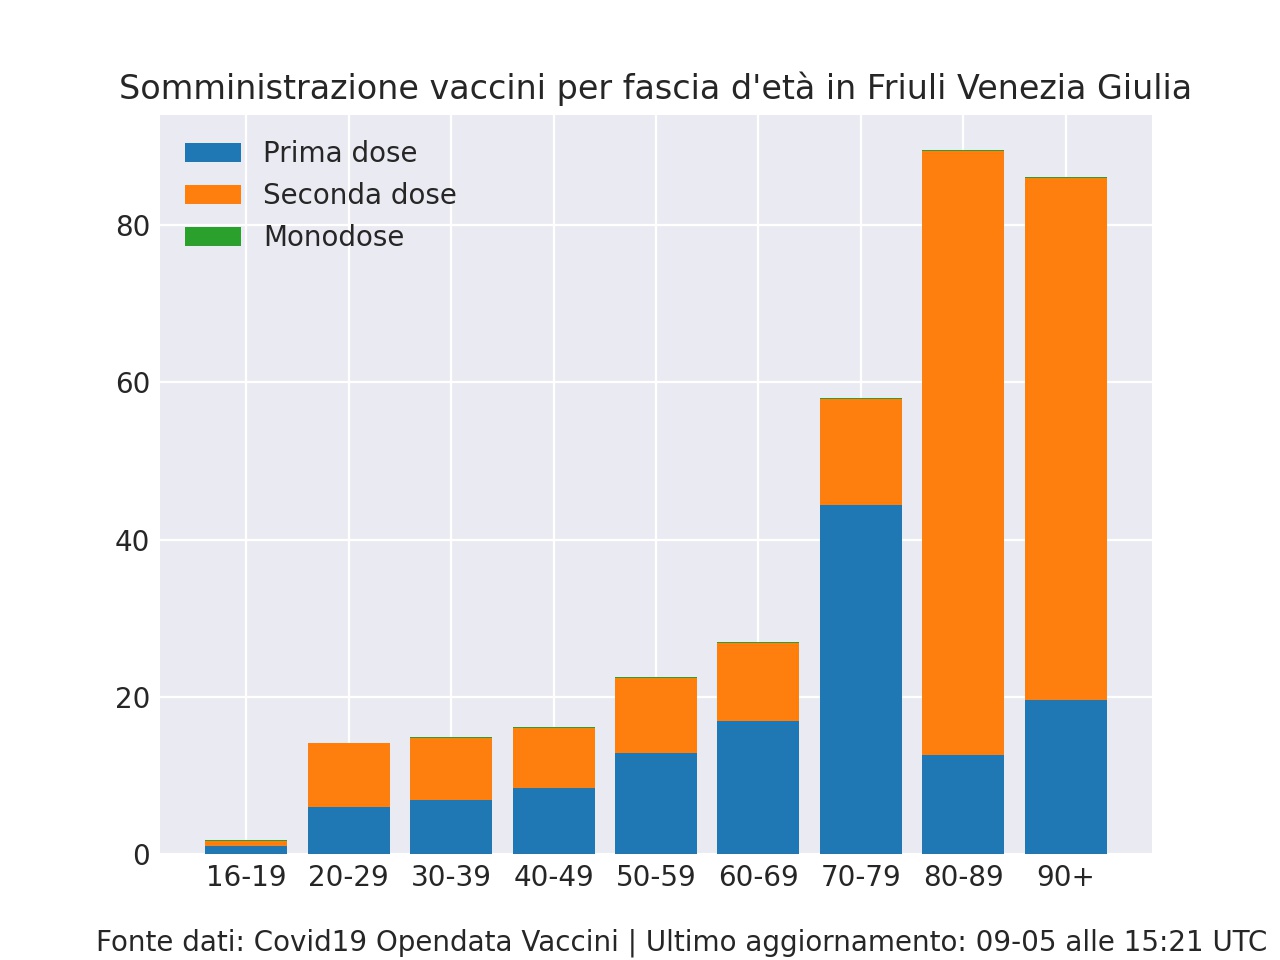 Somministrazione vaccini per fascia d'età in Friuli Venezia Giulia
Prima dose
Seconda dose
Monodose
80
60
40
20
0
16-19 20-29 30-39 40-49 50-59 60-69 70-79 80-89 90+
Fonte dati: Covid19 Opendata Vaccini | Ultimo aggiornamento: 09-05 alle 15:21 UTC